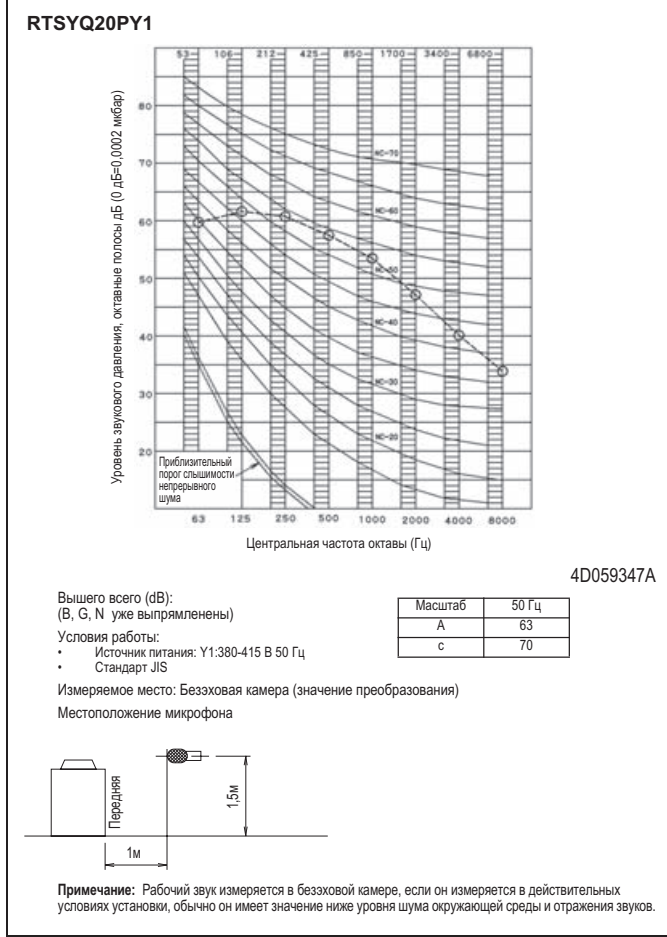 RTSYQ20PY1
53 106 212 425 850 1700 3400 6800
Уровень звукового давления, октавные полосы дБ (0 дБ=0,0002 мкбар)
80
70
60
50
40
30
20
NC-70
NC-60
NC-50
NC-40
NC-30
NC-20
Приблизительный
порог слышимости
непрерывного
шума
63 125 250 500 1000 2000 4000 8000
Центральная частота октавы (Гц)
4D059347A
Вышего всего (dB):
(B, G, N уже выпрямленены)
Условия работы:
• Источник питания: Y1:380-415 В 50 Гц
• Стандарт JIS
Масштаб 50 Гц
A 63
c 70
Измеряемое место: Безэховая камера (значение преобразования)
Местоположение микрофона
Передняя
1,5м
1м
Примечание: Рабочий звук измеряется в безэховой камере, если он измеряется в действительных
условиях установки, обычно он имеет значение ниже уровня шума окружающей среды и отражения звуков.